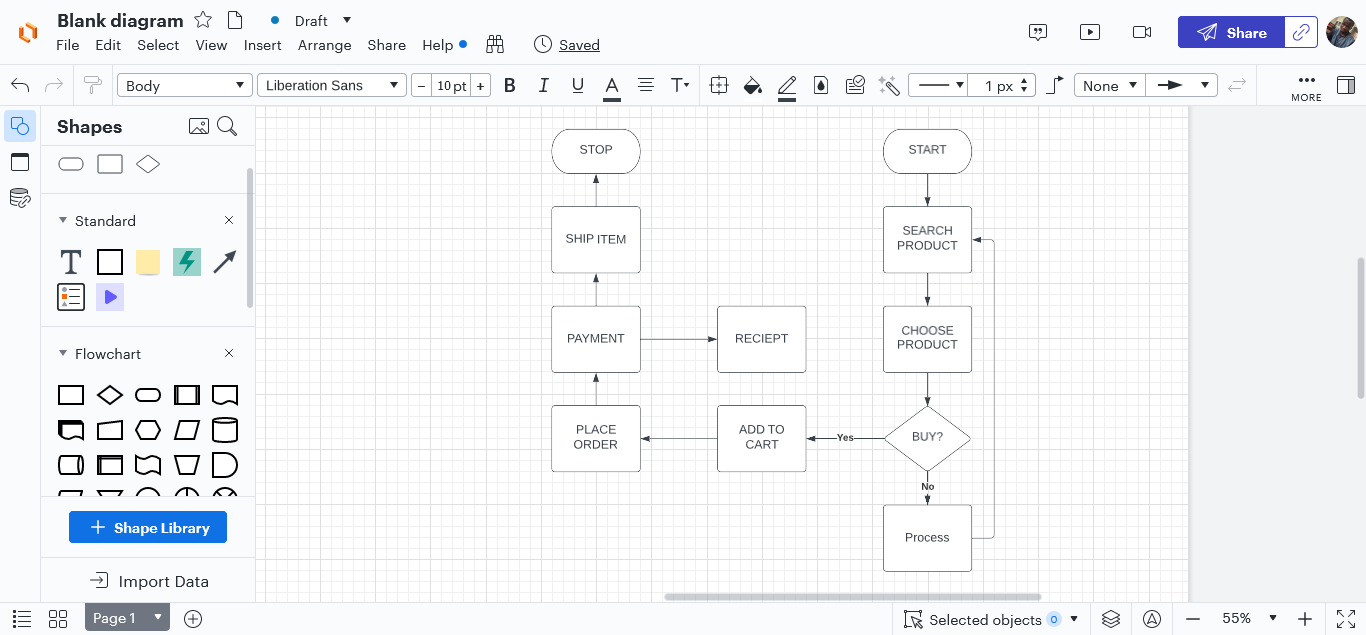 Blank diagram
Draft
File Edit Select View Insert Arrange Share Help
Saved
Share
Body
Liberation Sans
− 10 pt +
B I U A T
1 px
None
MORE
Shapes
Standard
T
Flowchart
+ Shape Library
Import Data
STOP
START
SHIP ITEM
SEARCH
PRODUCT
PAYMENT
RECIEPT
CHOOSE
PRODUCT
PLACE
ORDER
ADD TO
CART
Yes
BUY?
No
Process
Page 1
Selected objects 0
55%